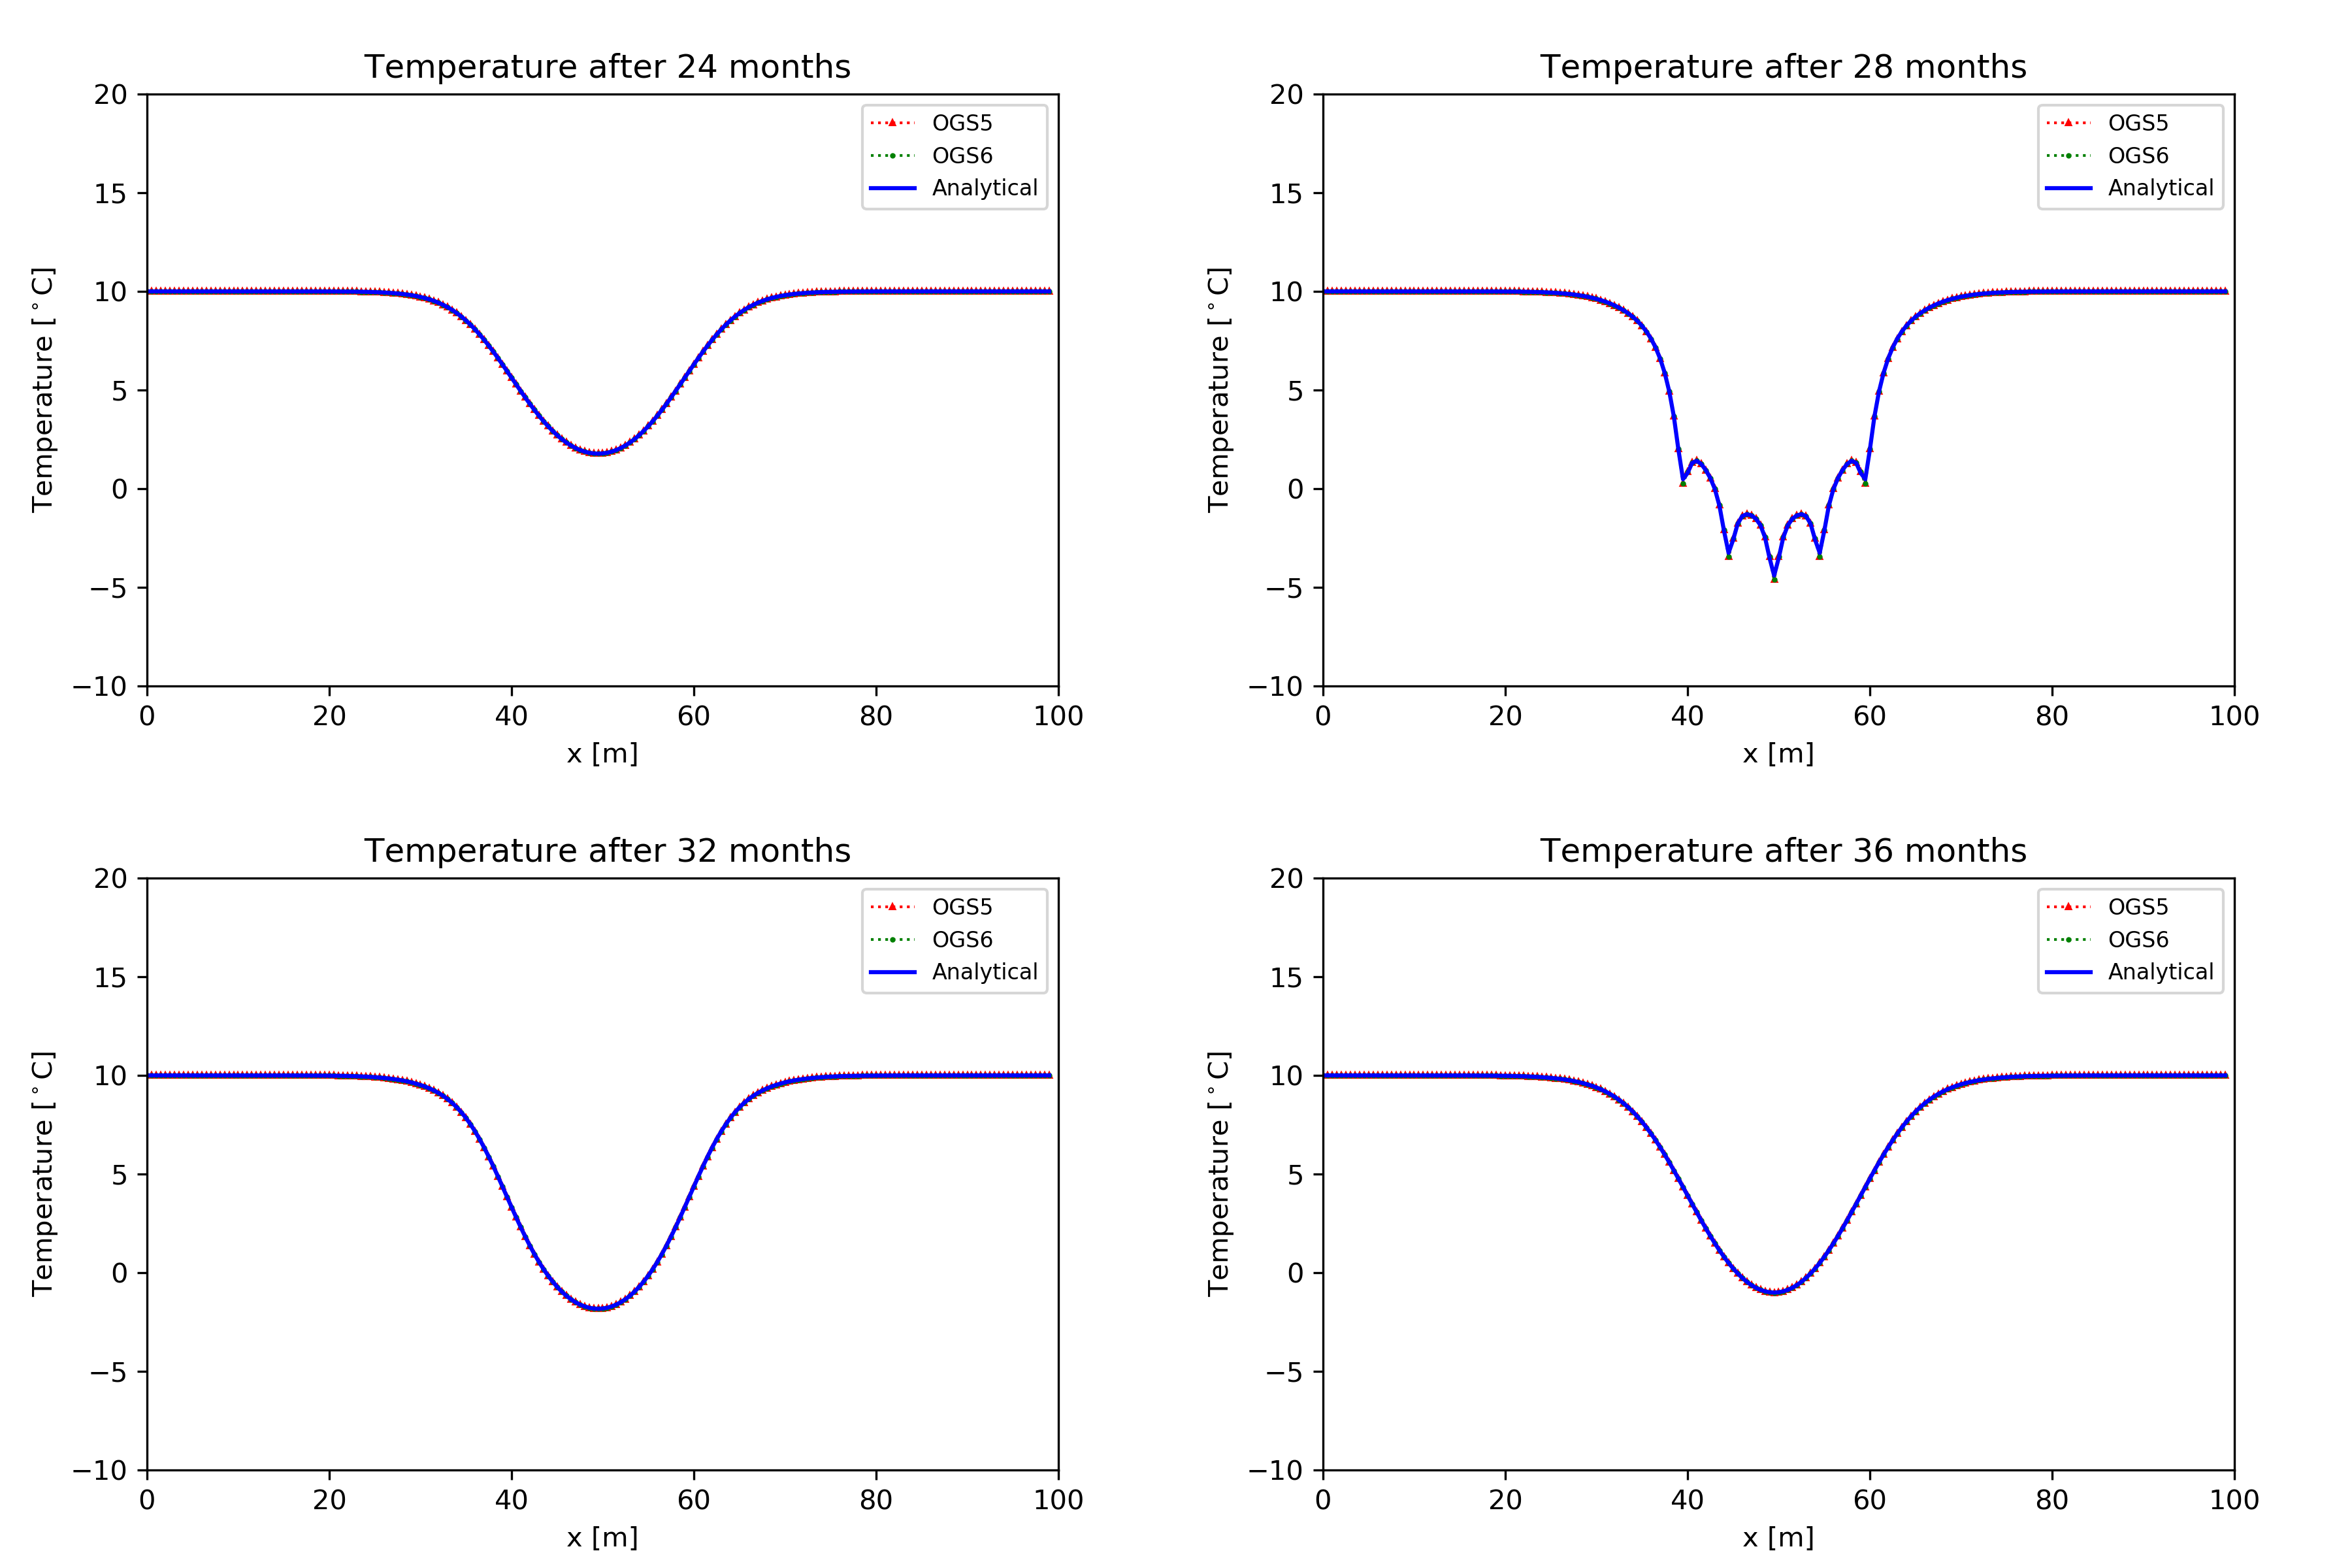 Temperature after 24 months
20
15
10
5
0
−5
−10
0 20 40 60 80 100
x [m]
Temperature [°C]
OGS5
OGS6
Analytical
Temperature after 28 months
20
15
10
5
0
−5
−10
0 20 40 60 80 100
x [m]
Temperature [°C]
OGS5
OGS6
Analytical
Temperature after 32 months
20
15
10
5
0
−5
−10
0 20 40 60 80 100
x [m]
Temperature [°C]
OGS5
OGS6
Analytical
Temperature after 36 months
20
15
10
5
0
−5
−10
0 20 40 60 80 100
x [m]
Temperature [°C]
OGS5
OGS6
Analytical